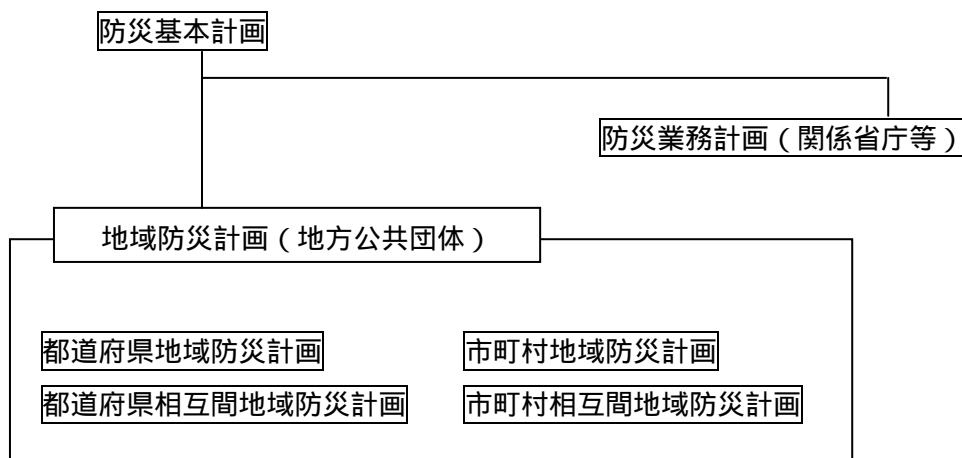 防災基本計画
防災業務計画（関係省庁等）
地域防災計画（地方公共団体）
都道府県地域防災計画
市町村地域防災計画
都道府県相互間地域防災計画
市町村相互間地域防災計画